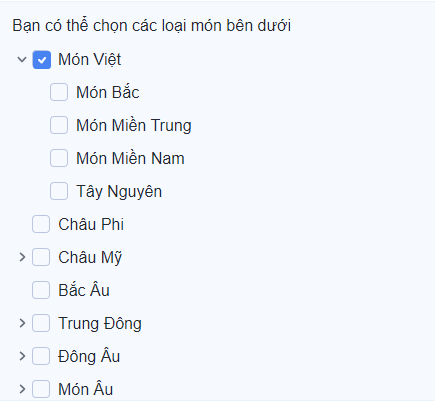 Bạn có thể chọn các loại món bên dưới
Món Việt
Món Bắc
Món Miền Trung
Món Miền Nam
Tây Nguyên
Châu Phi
Châu Mỹ
Bắc Âu
Trung Đông
Đông Âu
Món Âu